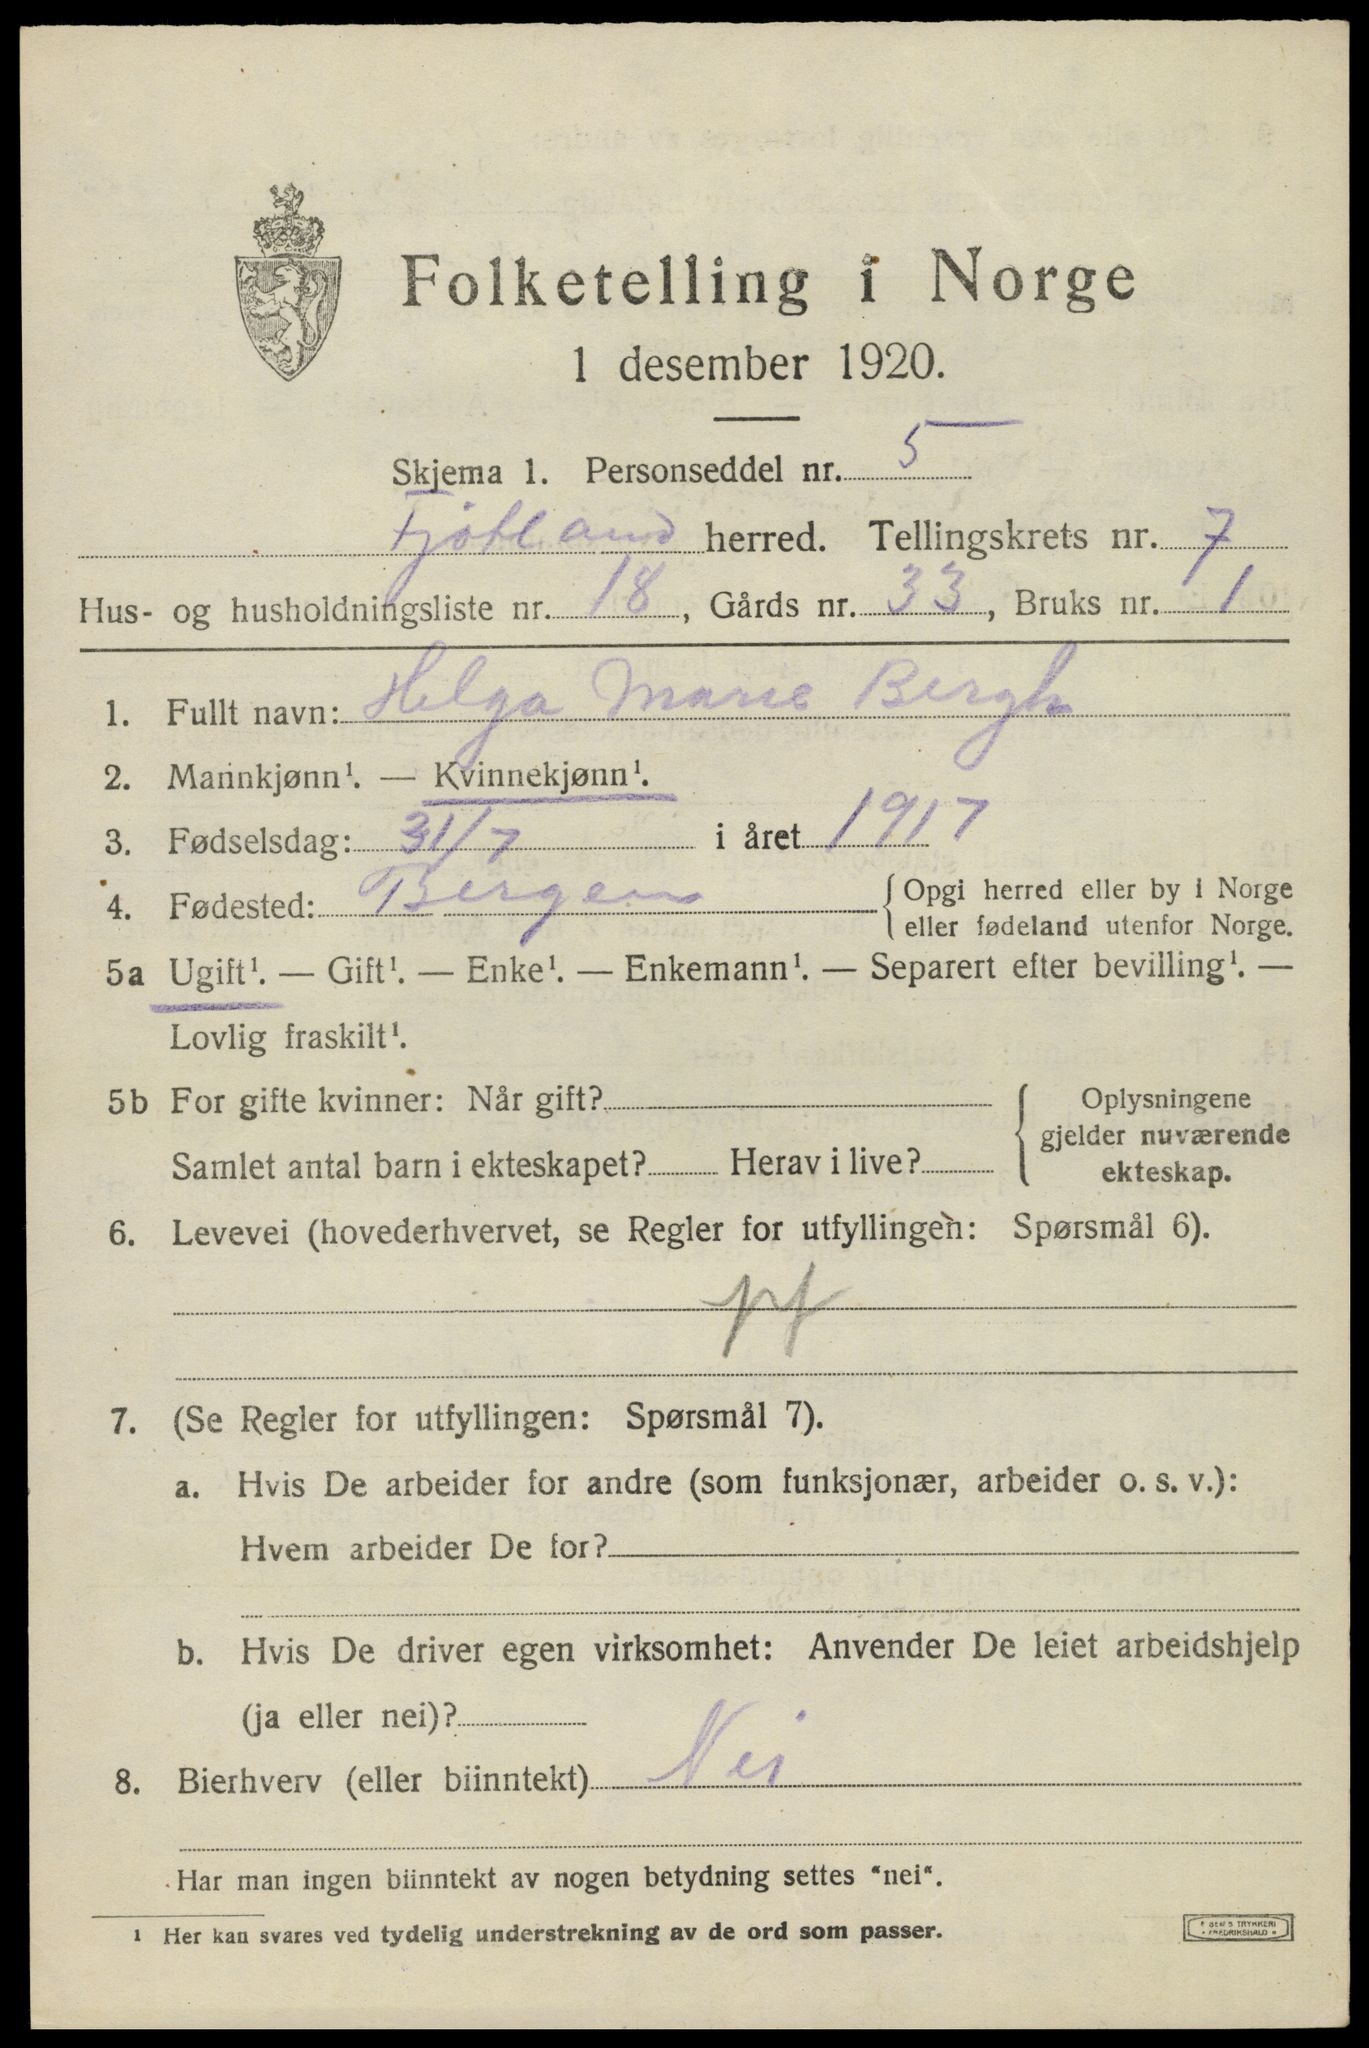 Folketelling i Norge
1 desember 1920.
Skjema 1. Personseddel nr. 5
Fjotland herred. Tellingskrets nr. 7
Hus- og husholdningsliste nr. 18, Gårds nr. 33, Bruks nr. 1
1. Fullt navn: Helga Marie Bergh
2. Mannkjønn¹. — Kvinnekjønn¹.
3. Fødselsdag: 31/7 i året 1917
4. Fødested: Bergen { Opgi herred eller by i Norge
eller fødeland utenfor Norge.
5a Ugift¹. — Gift¹. — Enke¹. — Enkemann¹. — Separert efter bevilling¹. —
Lovlig fraskilt¹.
5b For gifte kvinner: Når gift? { Oplysningene
gjelder nuværende
Samlet antal barn i ekteskapet? Herav i live?
ekteskap.
6. Levevei (hovederhvervet, se Regler for utfyllingen: Spørsmål 6).
7. (Se Regler for utfyllingen: Spørsmål 7).
a. Hvis De arbeider for andre (som funksjonær, arbeider o. s. v.):
Hvem arbeider De for?
b. Hvis De driver egen virksomhet: Anvender De leiet arbeidshjelp
(ja eller nei)?
8. Bierhverv (eller biinntekt) Nei
Har man ingen biinntekt av nogen betydning settes "nei".
¹ Her kan svares ved tydelig understrekning av de ord som passer.
TRYKKERI
FREDRIKSHALD